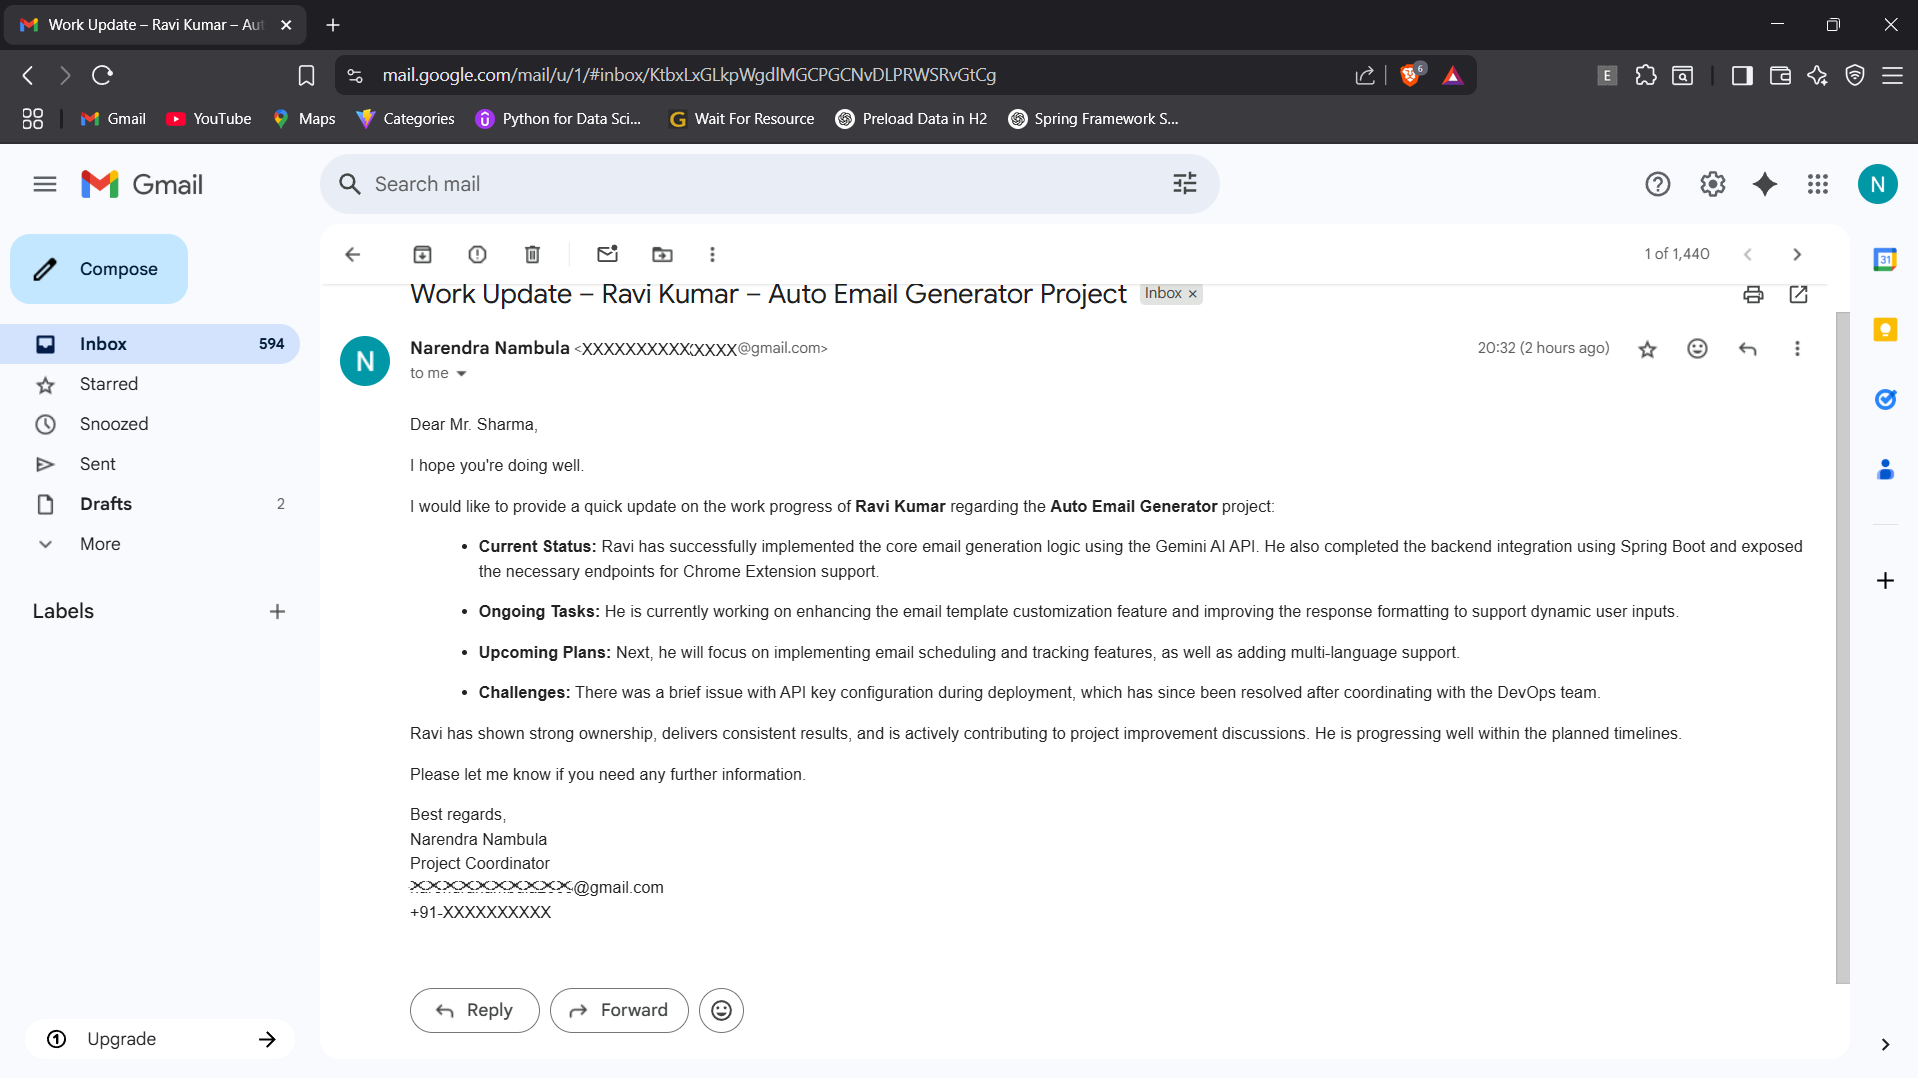 Work Update – Ravi Kumar – Aut
mail.google.com/mail/u/1/#inbox/KtbxLxGLkpWgdlMGCPGCNvDLPRWSRvGtCg
6
E
Gmail
YouTube
Maps
Categories
Python for Data Sci...
Wait For Resource
Preload Data in H2
Spring Framework S...
Gmail
Search mail
N
Compose
1 of 1,440
31
Inbox 594
Starred
Snoozed
Sent
Drafts 2
More
Labels
Upgrade
Work Update – Ravi Kumar – Auto Email Generator Project Inbox ×
N
Narendra Nambula <XXXXXXXXXXXXXX@gmail.com> 20:32 (2 hours ago)
to me
Dear Mr. Sharma,
I hope you're doing well.
I would like to provide a quick update on the work progress of Ravi Kumar regarding the Auto Email Generator project:
• Current Status: Ravi has successfully implemented the core email generation logic using the Gemini AI API. He also completed the backend integration using Spring Boot and exposed
the necessary endpoints for Chrome Extension support.
• Ongoing Tasks: He is currently working on enhancing the email template customization feature and improving the response formatting to support dynamic user inputs.
• Upcoming Plans: Next, he will focus on implementing email scheduling and tracking features, as well as adding multi-language support.
• Challenges: There was a brief issue with API key configuration during deployment, which has since been resolved after coordinating with the DevOps team.
Ravi has shown strong ownership, delivers consistent results, and is actively contributing to project improvement discussions. He is progressing well within the planned timelines.
Please let me know if you need any further information.
Best regards,
Narendra Nambula
Project Coordinator
XXXXXXXXXX@gmail.com
+91-XXXXXXXXXX
Reply
Forward